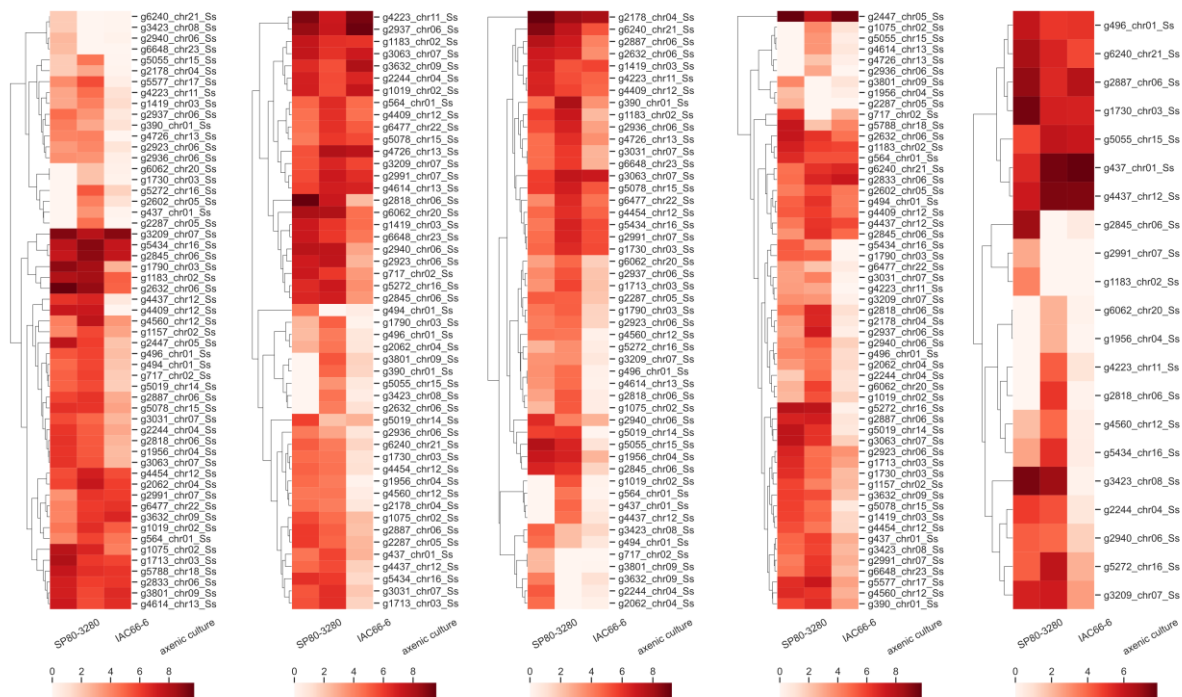 g6240_chr21_Ss
g3423_chr08_Ss
g2940_chr06_Ss
g6648_chr23_Ss
g5055_chr15_Ss
g2178_chr04_Ss
g5577_chr17_Ss
g4223_chr11_Ss
g1419_chr03_Ss
g2937_chr06_Ss
g390_chr01_Ss
g4726_chr13_Ss
g2923_chr06_Ss
g2936_chr06_Ss
g6062_chr20_Ss
g1730_chr03_Ss
g5272_chr16_Ss
g2602_chr05_Ss
g437_chr01_Ss
g2287_chr05_Ss
g3209_chr07_Ss
g5434_chr16_Ss
g2845_chr06_Ss
g1790_chr03_Ss
g1183_chr02_Ss
g2632_chr06_Ss
g4437_chr12_Ss
g4409_chr12_Ss
g4560_chr12_Ss
g1157_chr02_Ss
g2447_chr05_Ss
g496_chr01_Ss
g494_chr01_Ss
g717_chr02_Ss
g5019_chr14_Ss
g2887_chr06_Ss
g5078_chr15_Ss
g3031_chr07_Ss
g2244_chr04_Ss
g2818_chr06_Ss
g1956_chr04_Ss
g3063_chr07_Ss
g4454_chr12_Ss
g2062_chr04_Ss
g2991_chr07_Ss
g6477_chr22_Ss
g3632_chr09_Ss
g1019_chr02_Ss
g564_chr01_Ss
g1075_chr02_Ss
g1713_chr03_Ss
g5788_chr18_Ss
g2833_chr06_Ss
g3801_chr09_Ss
g4614_chr13_Ss
SP80-3280
IAC66-6
axenic culture
0 2 4 6 8
g4223_chr11_Ss
g2937_chr06_Ss
g1183_chr02_Ss
g3063_chr07_Ss
g3632_chr09_Ss
g2244_chr04_Ss
g1019_chr02_Ss
g564_chr01_Ss
g4409_chr12_Ss
g6477_chr22_Ss
g5078_chr15_Ss
g4726_chr13_Ss
g3209_chr07_Ss
g2991_chr07_Ss
g4614_chr13_Ss
g2818_chr06_Ss
g6062_chr20_Ss
g1419_chr03_Ss
g6648_chr23_Ss
g2940_chr06_Ss
g2923_chr06_Ss
g717_chr02_Ss
g5272_chr16_Ss
g2845_chr06_Ss
g494_chr01_Ss
g1790_chr03_Ss
g496_chr01_Ss
g2062_chr04_Ss
g3801_chr09_Ss
g390_chr01_Ss
g5055_chr15_Ss
g3423_chr08_Ss
g2632_chr06_Ss
g5019_chr14_Ss
g2936_chr06_Ss
g6240_chr21_Ss
g1730_chr03_Ss
g4454_chr12_Ss
g1956_chr04_Ss
g4560_chr12_Ss
g2178_chr04_Ss
g1075_chr02_Ss
g2887_chr06_Ss
g2287_chr05_Ss
g437_chr01_Ss
g4437_chr12_Ss
g5434_chr16_Ss
g3031_chr07_Ss
g1713_chr03_Ss
SP80-3280
IAC66-6
axenic culture
0 2 4 6 8
g2178_chr04_Ss
g6240_chr21_Ss
g2887_chr06_Ss
g2632_chr06_Ss
g1419_chr03_Ss
g4223_chr11_Ss
g4409_chr12_Ss
g390_chr01_Ss
g1183_chr02_Ss
g2936_chr06_Ss
g4726_chr13_Ss
g3031_chr07_Ss
g6648_chr23_Ss
g3063_chr07_Ss
g5078_chr15_Ss
g6477_chr22_Ss
g4454_chr12_Ss
g5434_chr16_Ss
g2991_chr07_Ss
g1730_chr03_Ss
g6062_chr20_Ss
g2937_chr06_Ss
g1713_chr03_Ss
g2287_chr05_Ss
g1790_chr03_Ss
g2923_chr06_Ss
g4560_chr12_Ss
g5272_chr16_Ss
g3209_chr07_Ss
g496_chr01_Ss
g4614_chr13_Ss
g2818_chr06_Ss
g1075_chr02_Ss
g2940_chr06_Ss
g5019_chr14_Ss
g5055_chr15_Ss
g1956_chr04_Ss
g2845_chr06_Ss
g1019_chr02_Ss
g564_chr01_Ss
g437_chr01_Ss
g4437_chr12_Ss
g3423_chr08_Ss
g494_chr01_Ss
g717_chr02_Ss
g3801_chr09_Ss
g3632_chr09_Ss
g2244_chr04_Ss
g2062_chr04_Ss
SP80-3280
IAC66-6
axenic culture
0 2 4 6 8
g2447_chr05_Ss
g1075_chr02_Ss
g5055_chr15_Ss
g4614_chr13_Ss
g4726_chr13_Ss
g2936_chr06_Ss
g3801_chr09_Ss
g1956_chr04_Ss
g2287_chr05_Ss
g717_chr02_Ss
g5788_chr18_Ss
g2632_chr06_Ss
g1183_chr02_Ss
g564_chr01_Ss
g6240_chr21_Ss
g2833_chr06_Ss
g2602_chr05_Ss
g494_chr01_Ss
g4409_chr12_Ss
g4437_chr12_Ss
g2845_chr06_Ss
g5434_chr16_Ss
g1790_chr03_Ss
g6477_chr22_Ss
g3031_chr07_Ss
g4223_chr11_Ss
g3209_chr07_Ss
g2818_chr06_Ss
g2178_chr04_Ss
g2937_chr06_Ss
g2940_chr06_Ss
g496_chr01_Ss
g2062_chr04_Ss
g2244_chr04_Ss
g6062_chr20_Ss
g1019_chr02_Ss
g5272_chr16_Ss
g2887_chr06_Ss
g5019_chr14_Ss
g3063_chr07_Ss
g2923_chr06_Ss
g1713_chr03_Ss
g1730_chr03_Ss
g1157_chr02_Ss
g3632_chr09_Ss
g5078_chr15_Ss
g1419_chr03_Ss
g4454_chr12_Ss
g437_chr01_Ss
g3423_chr08_Ss
g2991_chr07_Ss
g6648_chr23_Ss
g5577_chr17_Ss
g4560_chr12_Ss
g390_chr01_Ss
SP80-3280
IAC66-6
axenic culture
0 2 4 6 8
g496_chr01_Ss
g6240_chr21_Ss
g2887_chr06_Ss
g1730_chr03_Ss
g5055_chr15_Ss
g437_chr01_Ss
g4437_chr12_Ss
g2845_chr06_Ss
g2991_chr07_Ss
g1183_chr02_Ss
g6062_chr20_Ss
g1956_chr04_Ss
g4223_chr11_Ss
g2818_chr06_Ss
g4560_chr12_Ss
g5434_chr16_Ss
g3423_chr08_Ss
g2244_chr04_Ss
g2940_chr06_Ss
g5272_chr16_Ss
g3209_chr07_Ss
SP80-3280
IAC66-6
axenic culture
0 2 4 6